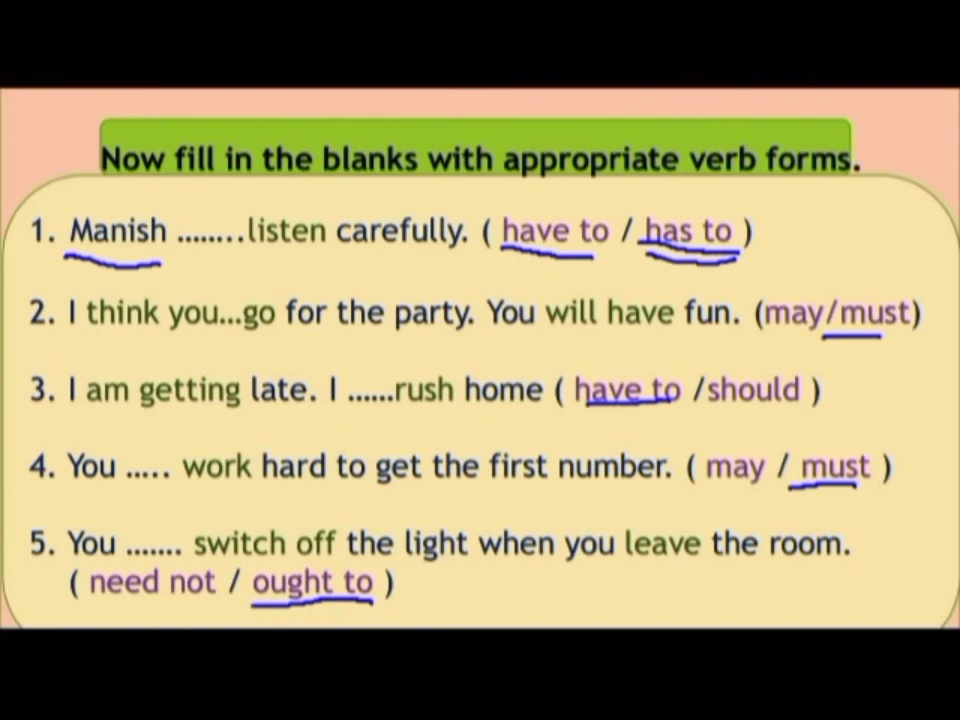 Now fill in the blanks with appropriate verb forms.
1. Manish ........listen carefully. ( have to / has to )
2. I think you...go for the party. You will have fun. (may/must)
3. I am getting late. I ......rush home ( have to /should )
4. You ..... work hard to get the first number. ( may / must )
5. You ....... switch off the light when you leave the room.
( need not / ought to )